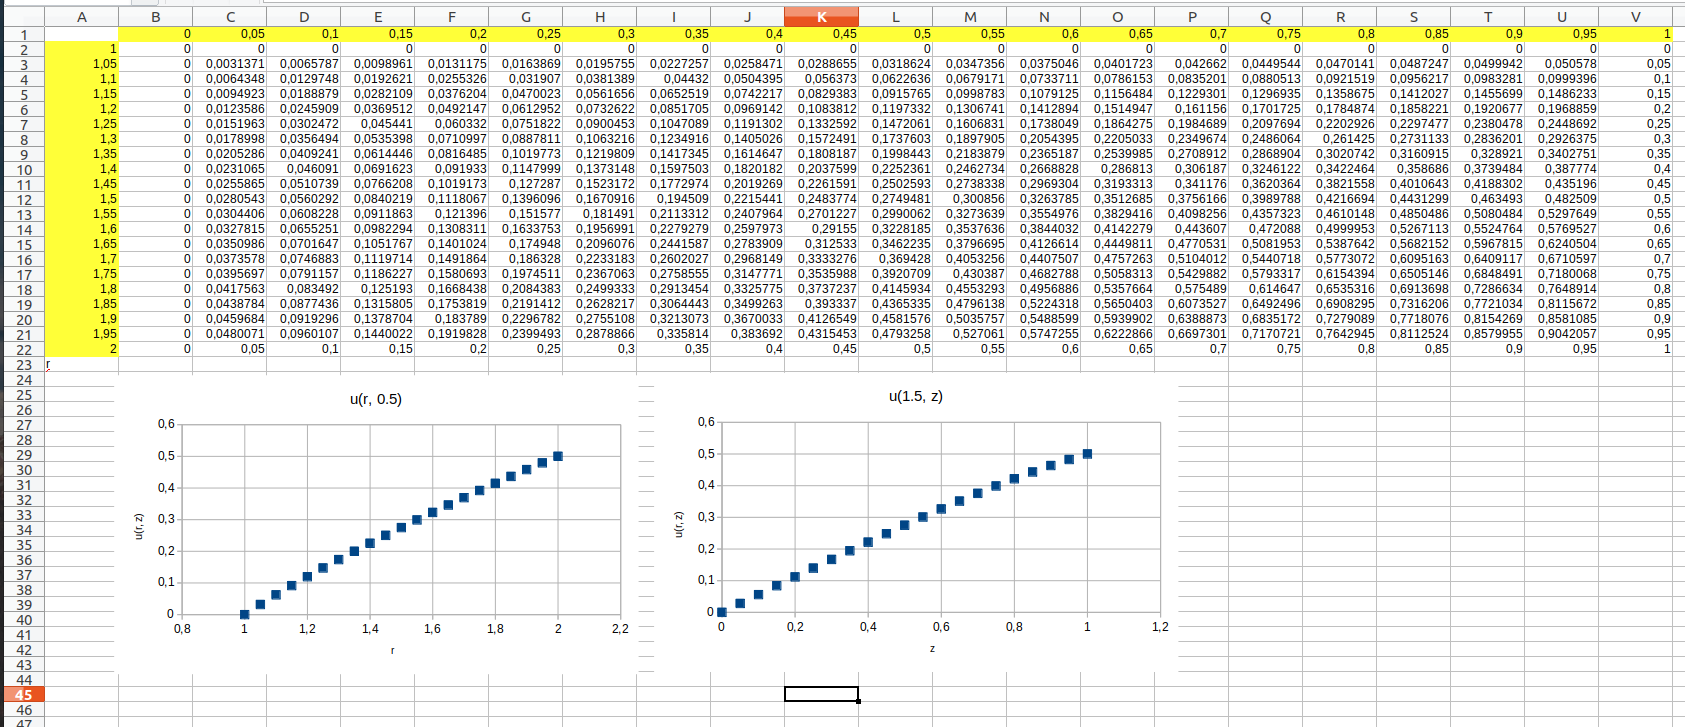 A B C D E F G H I J K L M N O P Q R S T U V
1 0 0,05 0,1 0,15 0,2 0,25 0,3 0,35 0,4 0,45 0,5 0,55 0,6 0,65 0,7 0,75 0,8 0,85 0,9 0,95 1
2 1 0 0 0 0 0 0 0 0 0 0 0 0 0 0 0 0 0 0 0 0 0
3 1,05 0 0,0031371 0,0065787 0,0098961 0,0131175 0,0163869 0,0195755 0,0227257 0,0258471 0,0288655 0,0318624 0,0347356 0,0375046 0,0401723 0,042662 0,0449544 0,0470141 0,0487247 0,0499942 0,050578 0,05
4 1,1 0 0,0064348 0,0129748 0,0192621 0,0255326 0,031907 0,0381389 0,04432 0,0504395 0,056373 0,0622636 0,0679171 0,0733711 0,0786153 0,0835201 0,0880513 0,0921519 0,0956217 0,0983281 0,0999396 0,1
5 1,15 0 0,0094923 0,0188879 0,0282109 0,0376204 0,0470023 0,0561656 0,0652519 0,0742217 0,0829383 0,0915765 0,0998783 0,1079125 0,1156484 0,1229301 0,1296935 0,1358675 0,1412027 0,1455699 0,1486233 0,15
6 1,2 0 0,0123586 0,0245909 0,0369512 0,0492147 0,0612952 0,0732622 0,0851705 0,0969142 0,1083812 0,1197332 0,1306741 0,1412894 0,1514947 0,161156 0,1701725 0,1784874 0,1858221 0,1920677 0,1968859 0,2
7 1,25 0 0,0151963 0,0302472 0,045441 0,060332 0,0751822 0,0900453 0,1047089 0,1191302 0,1332592 0,1472061 0,1606831 0,1738049 0,1864275 0,1984689 0,2097694 0,2202926 0,2297477 0,2380478 0,2448692 0,25
8 1,3 0 0,0178998 0,0356494 0,0535398 0,0710997 0,0887811 0,1063216 0,1234916 0,1405026 0,1572491 0,1737603 0,1897905 0,2054395 0,2205033 0,2349674 0,2486064 0,261425 0,2731133 0,2836201 0,2926375 0,3
9 1,35 0 0,0205286 0,0409241 0,0614446 0,0816485 0,1019773 0,1219809 0,1417345 0,1614647 0,1808187 0,1998443 0,2183879 0,2365187 0,2539985 0,2708912 0,2868904 0,3020742 0,3160915 0,328921 0,3402751 0,35
10 1,4 0 0,0231065 0,046091 0,0691623 0,091933 0,1147999 0,1373148 0,1597503 0,1820182 0,2037599 0,2252361 0,2462734 0,2668828 0,286813 0,306187 0,3246122 0,3422464 0,358686 0,3739484 0,387774 0,4
11 1,45 0 0,0255865 0,0510739 0,0766208 0,1019173 0,127287 0,1523172 0,1772974 0,2019269 0,2261591 0,2502593 0,2738338 0,2969304 0,3193313 0,341176 0,3620364 0,3821558 0,4010643 0,4188302 0,435196 0,45
12 1,5 0 0,0280543 0,0560292 0,0840219 0,1118067 0,1396096 0,1670916 0,194509 0,2215441 0,2483774 0,2749481 0,300856 0,3263785 0,3512685 0,3756166 0,3989788 0,4216694 0,4431299 0,463493 0,482509 0,5
13 1,55 0 0,0304406 0,0608228 0,0911863 0,121396 0,151577 0,181491 0,2113312 0,2407964 0,2701227 0,2990062 0,3273639 0,3554976 0,3829416 0,4098256 0,4357323 0,4610148 0,4850486 0,5080484 0,5297649 0,55
14 1,6 0 0,0327815 0,0655251 0,0982294 0,1308311 0,1633753 0,1956991 0,2279279 0,2597973 0,29155 0,3228185 0,3537636 0,3844032 0,4142279 0,443607 0,472088 0,4999953 0,5267113 0,5524764 0,5769527 0,6
15 1,65 0 0,0350986 0,0701647 0,1051767 0,1401024 0,174948 0,2096076 0,2441587 0,2783909 0,312533 0,3462235 0,3796695 0,4126614 0,4449811 0,4770531 0,5081953 0,5387642 0,5682152 0,5967815 0,6240504 0,65
16 1,7 0 0,0373578 0,0746883 0,1119714 0,1491864 0,186328 0,2233183 0,2602027 0,2968149 0,3333276 0,369428 0,4053256 0,4407507 0,4757263 0,5104012 0,5440718 0,5773072 0,6095163 0,6409117 0,6710597 0,7
17 1,75 0 0,0395697 0,0791157 0,1186227 0,1580693 0,1974511 0,2367063 0,2758555 0,3147771 0,3535988 0,3920709 0,430387 0,4682788 0,5058313 0,5429882 0,5793317 0,6154394 0,6505146 0,6848491 0,7180068 0,75
18 1,8 0 0,0417563 0,083492 0,125193 0,1668438 0,2084383 0,2499333 0,2913454 0,3325775 0,3737237 0,4145934 0,4553293 0,4956886 0,5357664 0,575489 0,614647 0,6535316 0,6913698 0,7286634 0,7648914 0,8
19 1,85 0 0,0438784 0,0877436 0,1315805 0,1753819 0,2191412 0,2628217 0,3064443 0,3499263 0,393337 0,4365335 0,4796138 0,5224318 0,5650403 0,6073527 0,6492496 0,6908295 0,7316206 0,7721034 0,8115672 0,85
20 1,9 0 0,0459684 0,0919296 0,1378704 0,183789 0,2296782 0,2755108 0,3213073 0,3670033 0,4126549 0,4581576 0,5035757 0,5488599 0,5939902 0,6388873 0,6835172 0,7279089 0,7718076 0,8154269 0,8581085 0,9
21 1,95 0 0,0480071 0,0960107 0,1440022 0,1919828 0,2399493 0,2878866 0,335814 0,383692 0,4315453 0,4793258 0,527061 0,5747255 0,6222866 0,6697301 0,7170721 0,7642945 0,8112524 0,8579955 0,9042057 0,95
22 2 0 0,05 0,1 0,15 0,2 0,25 0,3 0,35 0,4 0,45 0,5 0,55 0,6 0,65 0,7 0,75 0,8 0,85 0,9 0,95 1
23 r
24
25
26
27
28
29
30
31
32
33
34
35
36
37
38
39
40
41
42
43
44
45
46
47
u(r, 0.5)
0,6
0,5
0,4
0,3
0,2
0,1
0
u(r, z)
0,8 1 1,2 1,4 1,6 1,8 2 2,2
r
u(1.5, z)
0,6
0,5
0,4
0,3
0,2
0,1
0
u(r, z)
0 0,2 0,4 0,6 0,8 1 1,2
z